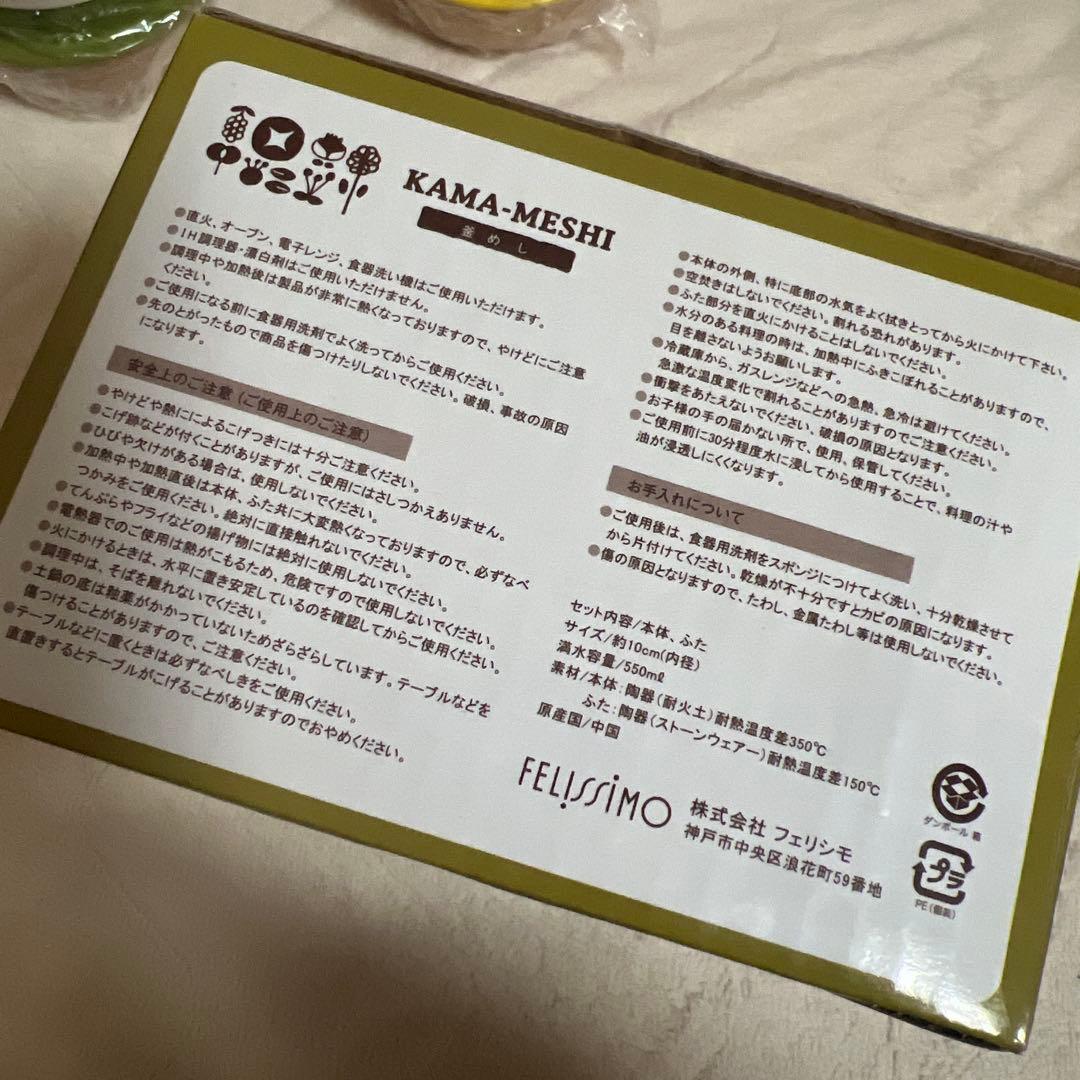 KAMA-MESHI
釜めし
●直火、オーブン、電子レンジ、食器洗い機はご使用いただけます。
●IH調理器・漂白剤はご使用いただけません。
●調理中や加熱後は製品が非常に熱くなっておりますので、やけどにご注意
ください。
●ご使用になる前に食器用洗剤でよく洗ってからご使用ください。
●先のとがったもので商品を傷つけたりしないでください。破損、事故の原因
になります。
安全上のご注意(ご使用上のご注意)
●やけどや熱にによるこげつきには十分ご注意ください。
●こげ跡などが付くことがありますが、ご使用にはさしつかえありません。
●ひびや欠けがある場合は、使用しないでください。
●加熱中や加熱直後は本体、ふた共に大変熱くなっておりますので、必ずなべ
つかみをご使用ください。絶対に直接触れないでください。
●てんぷらやフライなどの揚げ物には絶対に使用しないでください。
●電熱器でのご使用は熱がこもるため、危険ですので使用しないでください。
●火にかけるときは、水平に置き安定しているのを確認してからご使用ください。
●調理中は、そばを離れないでください。
●土鍋の底は釉薬がかかっていないためざらざらしています。テーブルなどを
傷つけることがありますので、ご注意ください。
●テーブルなどに置くときは必ずなべしきをご使用ください。
直置きするとテーブルがこげることがありますのでおやめください。
●本体の外側、特に底部の水気をよく拭きとってから火にかけて下さい。
●空焚きはしないでください。割れる恐れがあります。
●ふた部分を直火にかけることはしないでください。
●水分のある料理の時は、加熱中にふきこぼれることがありますので、
目を離さないようお願いします。
●冷蔵庫から、ガスレンジなどへの急熱、急冷は避けてください。
急激な温度変化で割れることがありますのでご注意ください。
●衝撃をあたえないでください。破損の原因となります。
●お子様の手の届かない所で、使用、保管してください。
●ご使用前に30分程度水に浸してから使用することで、料理の汁や
油が浸透しにくくなります。
お手入れについて
●ご使用後は、食器用洗剤をスポンジにつけてよく洗い、十分乾燥させて
から片付けてください。乾燥が不十分ですとカビの原因になります。
●傷の原因となりますので、たわし、金属たわし等は使用しないでください。
セット内容/本体、ふた
サイズ/約10cm(内径)
満水容量/550mℓ
素材/本体:陶器(耐火土)耐熱温度差350℃
ふた:陶器(ストーンウェアー)耐熱温度差150℃
原産国/中国
FELISSIMO
株式会社 フェリシモ
神戸市中央区浪花町59番地
ダンボール 箱
プラ
PE(個装)